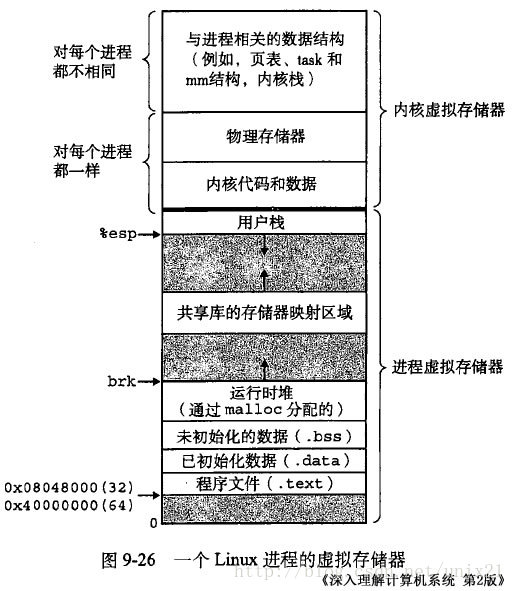 对每个进程
都不相同
与进程相关的数据结构
（例如，页表、task 和
mm结构，内核栈）
内核虚拟存储器
对每个进程
都一样
物理存储器
内核代码和数据
用户栈
%esp
共享库的存储器映射区域
进程虚拟存储器
brk
运行时堆
（通过 malloc 分配的）
未初始化的数据（.bss）
已初始化数据（.data）
程序文件（.text）
0x08048000(32)
0x40000000(64)
0
图 9-26 一个 Linux 进程的虚拟存储器
http://blog.csdn.net/unix21
《深入理解计算机系统 第2版》